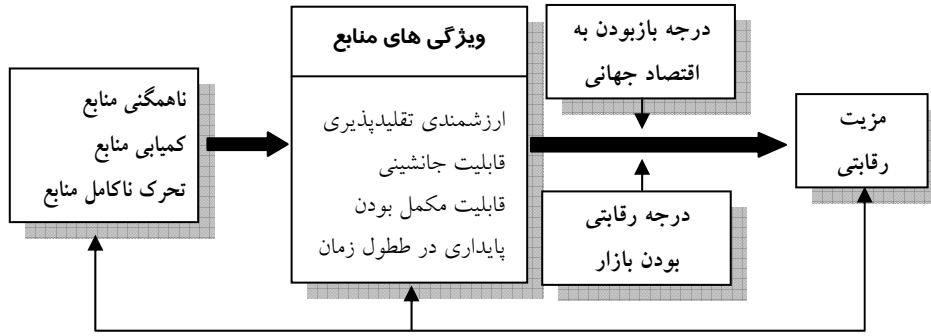 ناهمگنی منابع
کمیابی منابع
تحرک ناکامل منابع
ویژگی های منابع
ارزشمندی تقلیدپذیری
قابلیت جانشینی
قابلیت مکمل بودن
پایداری در ططول زمان
درجه بازبودن به
اقتصاد جهانی
درجه رقابتی
بودن بازار
مزیت
رقابتی